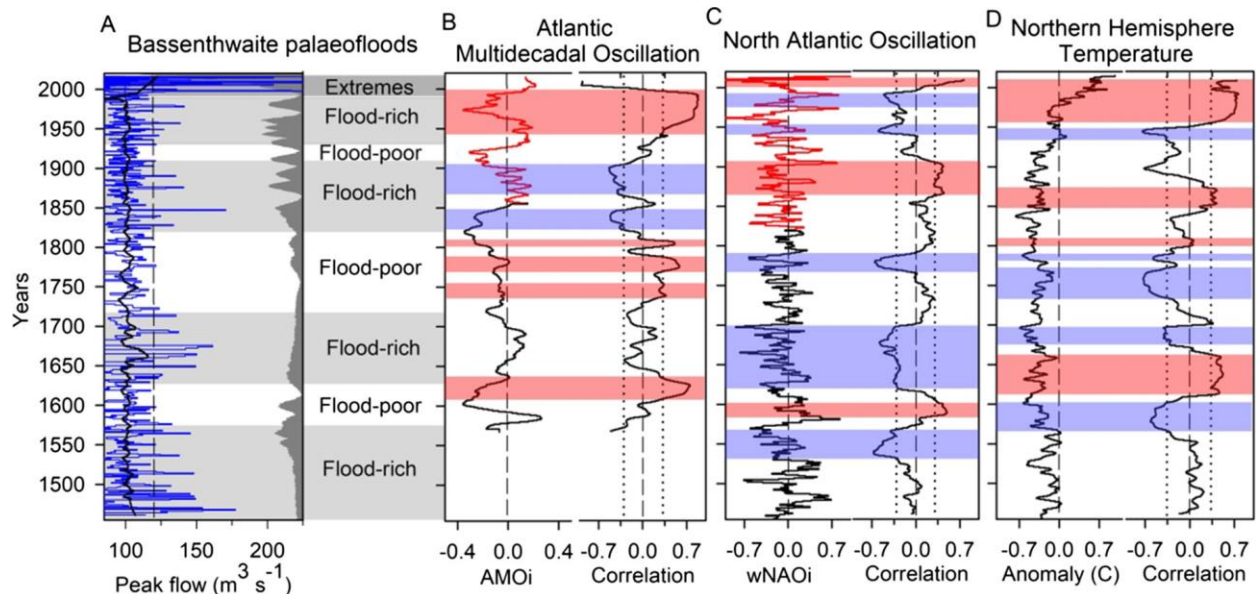 A
Bassenthwaite palaeofloods
B
Atlantic
Multidecadal Oscillation
C
North Atlantic Oscillation
D
Northern Hemisphere
Temperature
Years
2000
1950
1900
1850
1800
1750
1700
1650
1600
1550
1500
Extremes
Flood-rich
Flood-poor
Flood-rich
Flood-poor
Flood-rich
Flood-poor
Flood-rich
100 150 200 225
Peak flow (m³ s⁻¹)
-0.4 0.0 0.4
AMOi
-0.7 0.0 0.7
Correlation
-0.7 0.0 0.7
wNAOi
-0.7 0.0 0.7
Correlation
-0.7 0.0 0.7
Anomaly (C)
-0.7 0.0 0.7
Correlation